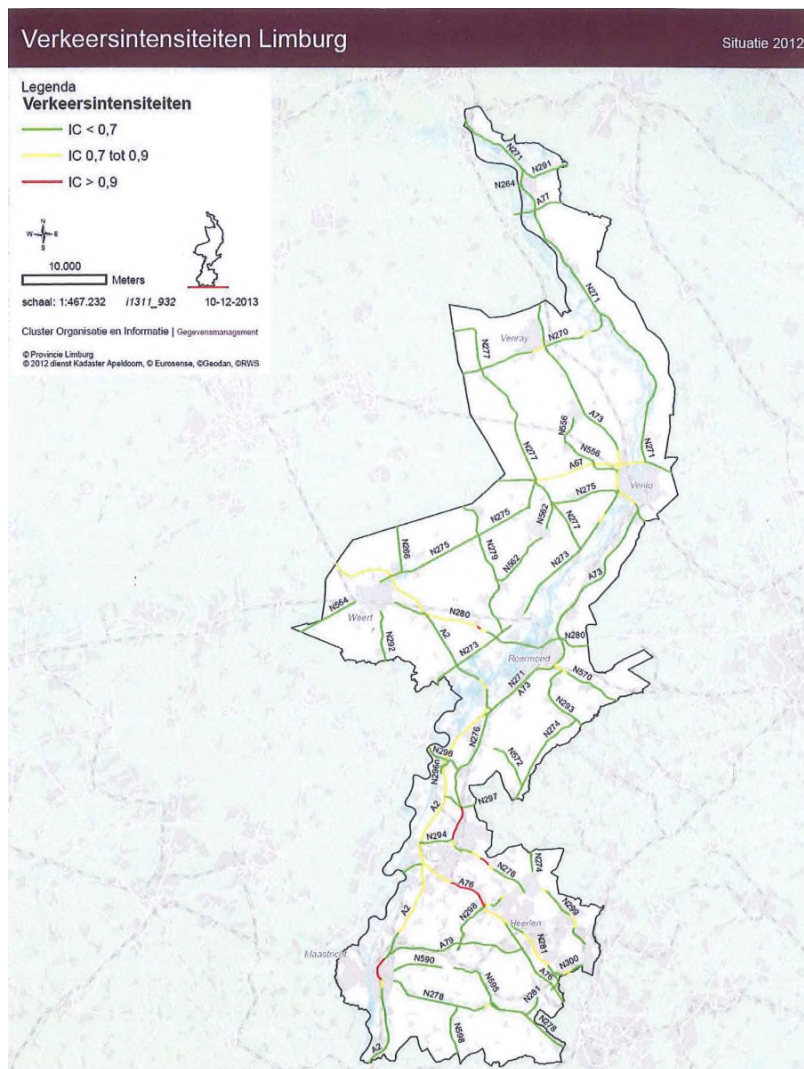 Verkeersintensiteiten Limburg
Situatie 2012
Legenda
Verkeersintensiteiten
IC < 0,7
IC 0,7 tot 0,9
IC > 0,9
N
W E
S
10.000
Meters
schaal: 1:467.232 i1311_932 10-12-2013
Cluster Organisatie en Informatie | Gegevensmanagement
© Provincie Limburg
© 2012 dienst Kadaster Apeldoorn, © Eurosense, ©Geodan, ©RWS
N271
N291
N264
A77
N271
N270
Venray
N277
A73
N556
N556
N271
A67
N277
Venlo
N275
N562
N275
N277
N266
N275
N279
N562
N273
A73
N564
Weert
N280
A2
N292
N273
N280
Roermond
N271
A73
N570
N293
N276
N274
N572
N296
N296
A2
N297
N294
N276
N274
A76
N299
N298
A2
Heerlen
N281
Maastricht
A79
N590
A76
N300
N278
N595
N281
N278
N598
A2